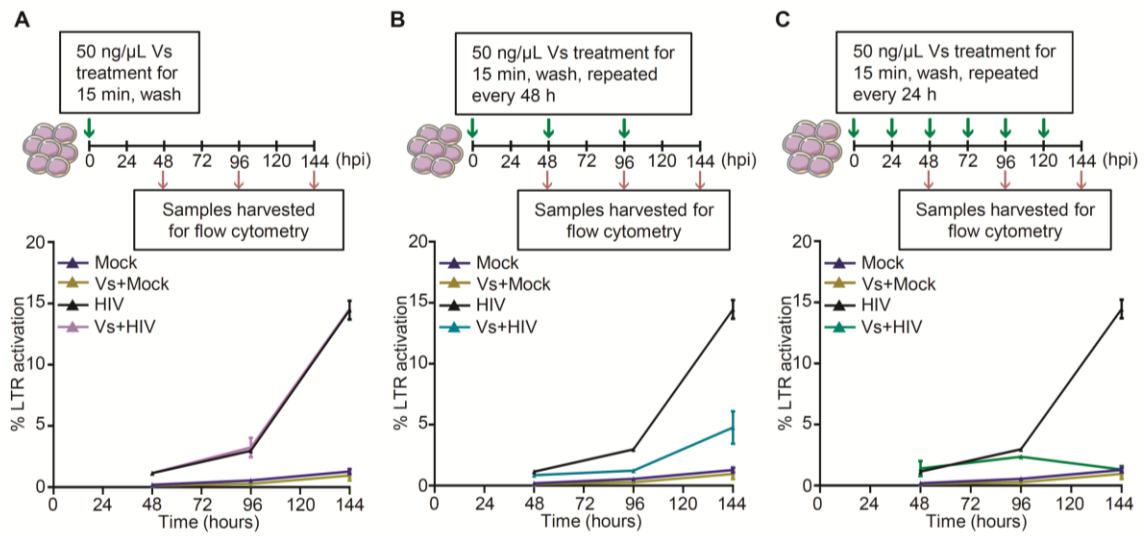 A
50 ng/µL Vs
treatment for
15 min, wash
0 24 48 72 96 120 144 (hpi)
Samples harvested
for flow cytometry
20
15
10
5
0
% LTR activation
Mock
Vs+Mock
HIV
Vs+HIV
0 24 48 72 96 120 144
Time (hours)
B
50 ng/µL Vs treatment for
15 min, wash, repeated
every 48 h
0 24 48 72 96 120 144 (hpi)
Samples harvested for
flow cytometry
20
15
10
5
0
% LTR activation
Mock
Vs+Mock
HIV
Vs+HIV
0 24 48 72 96 120 144
Time (hours)
C
50 ng/µL Vs treatment for
15 min, wash, repeated
every 24 h
0 24 48 72 96 120 144 (hpi)
Samples harvested for
flow cytometry
20
15
10
5
0
% LTR activation
Mock
Vs+Mock
HIV
Vs+HIV
0 24 48 72 96 120 144
Time (hours)